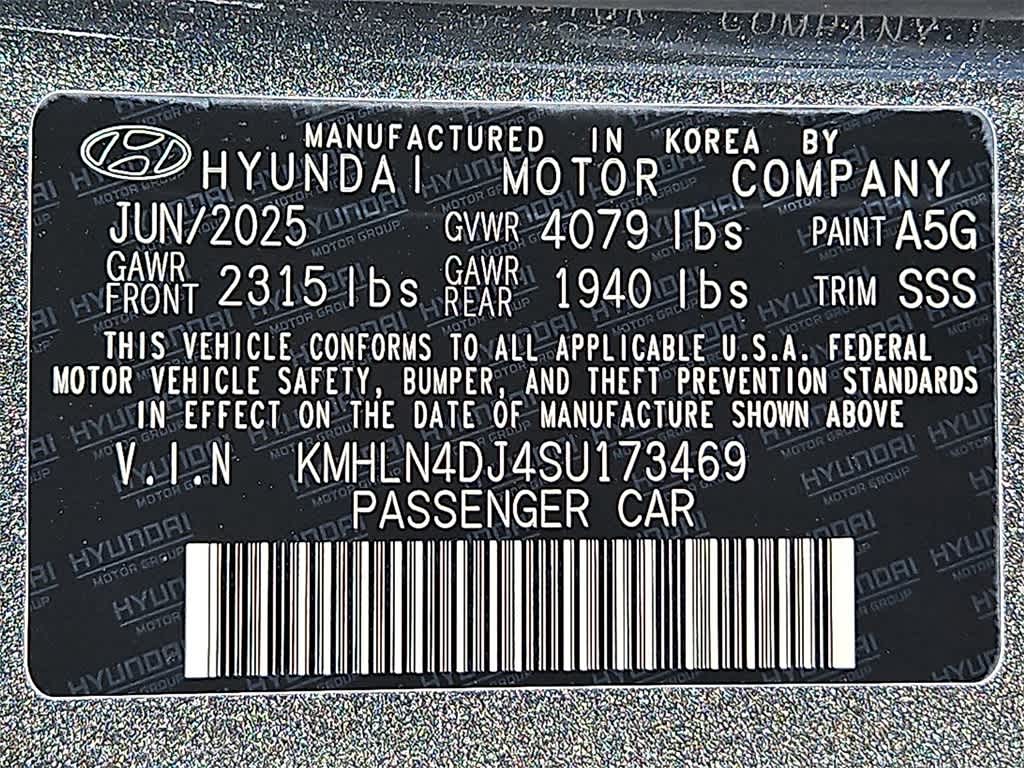 MANUFACTURED IN KOREA BY
HYUNDAI MOTOR COMPANY
JUN/2025 GVWR 4079 lbs PAINT A5G
GAWR FRONT 2315 lbs GAWR REAR 1940 lbs TRIM SSS
THIS VEHICLE CONFORMS TO ALL APPLICABLE U.S.A. FEDERAL
MOTOR VEHICLE SAFETY, BUMPER, AND THEFT PREVENTION STANDARDS
IN EFFECT ON THE DATE OF MANUFACTURE SHOWN ABOVE
V.I.N KMHLN4DJ4SU173469
PASSENGER CAR